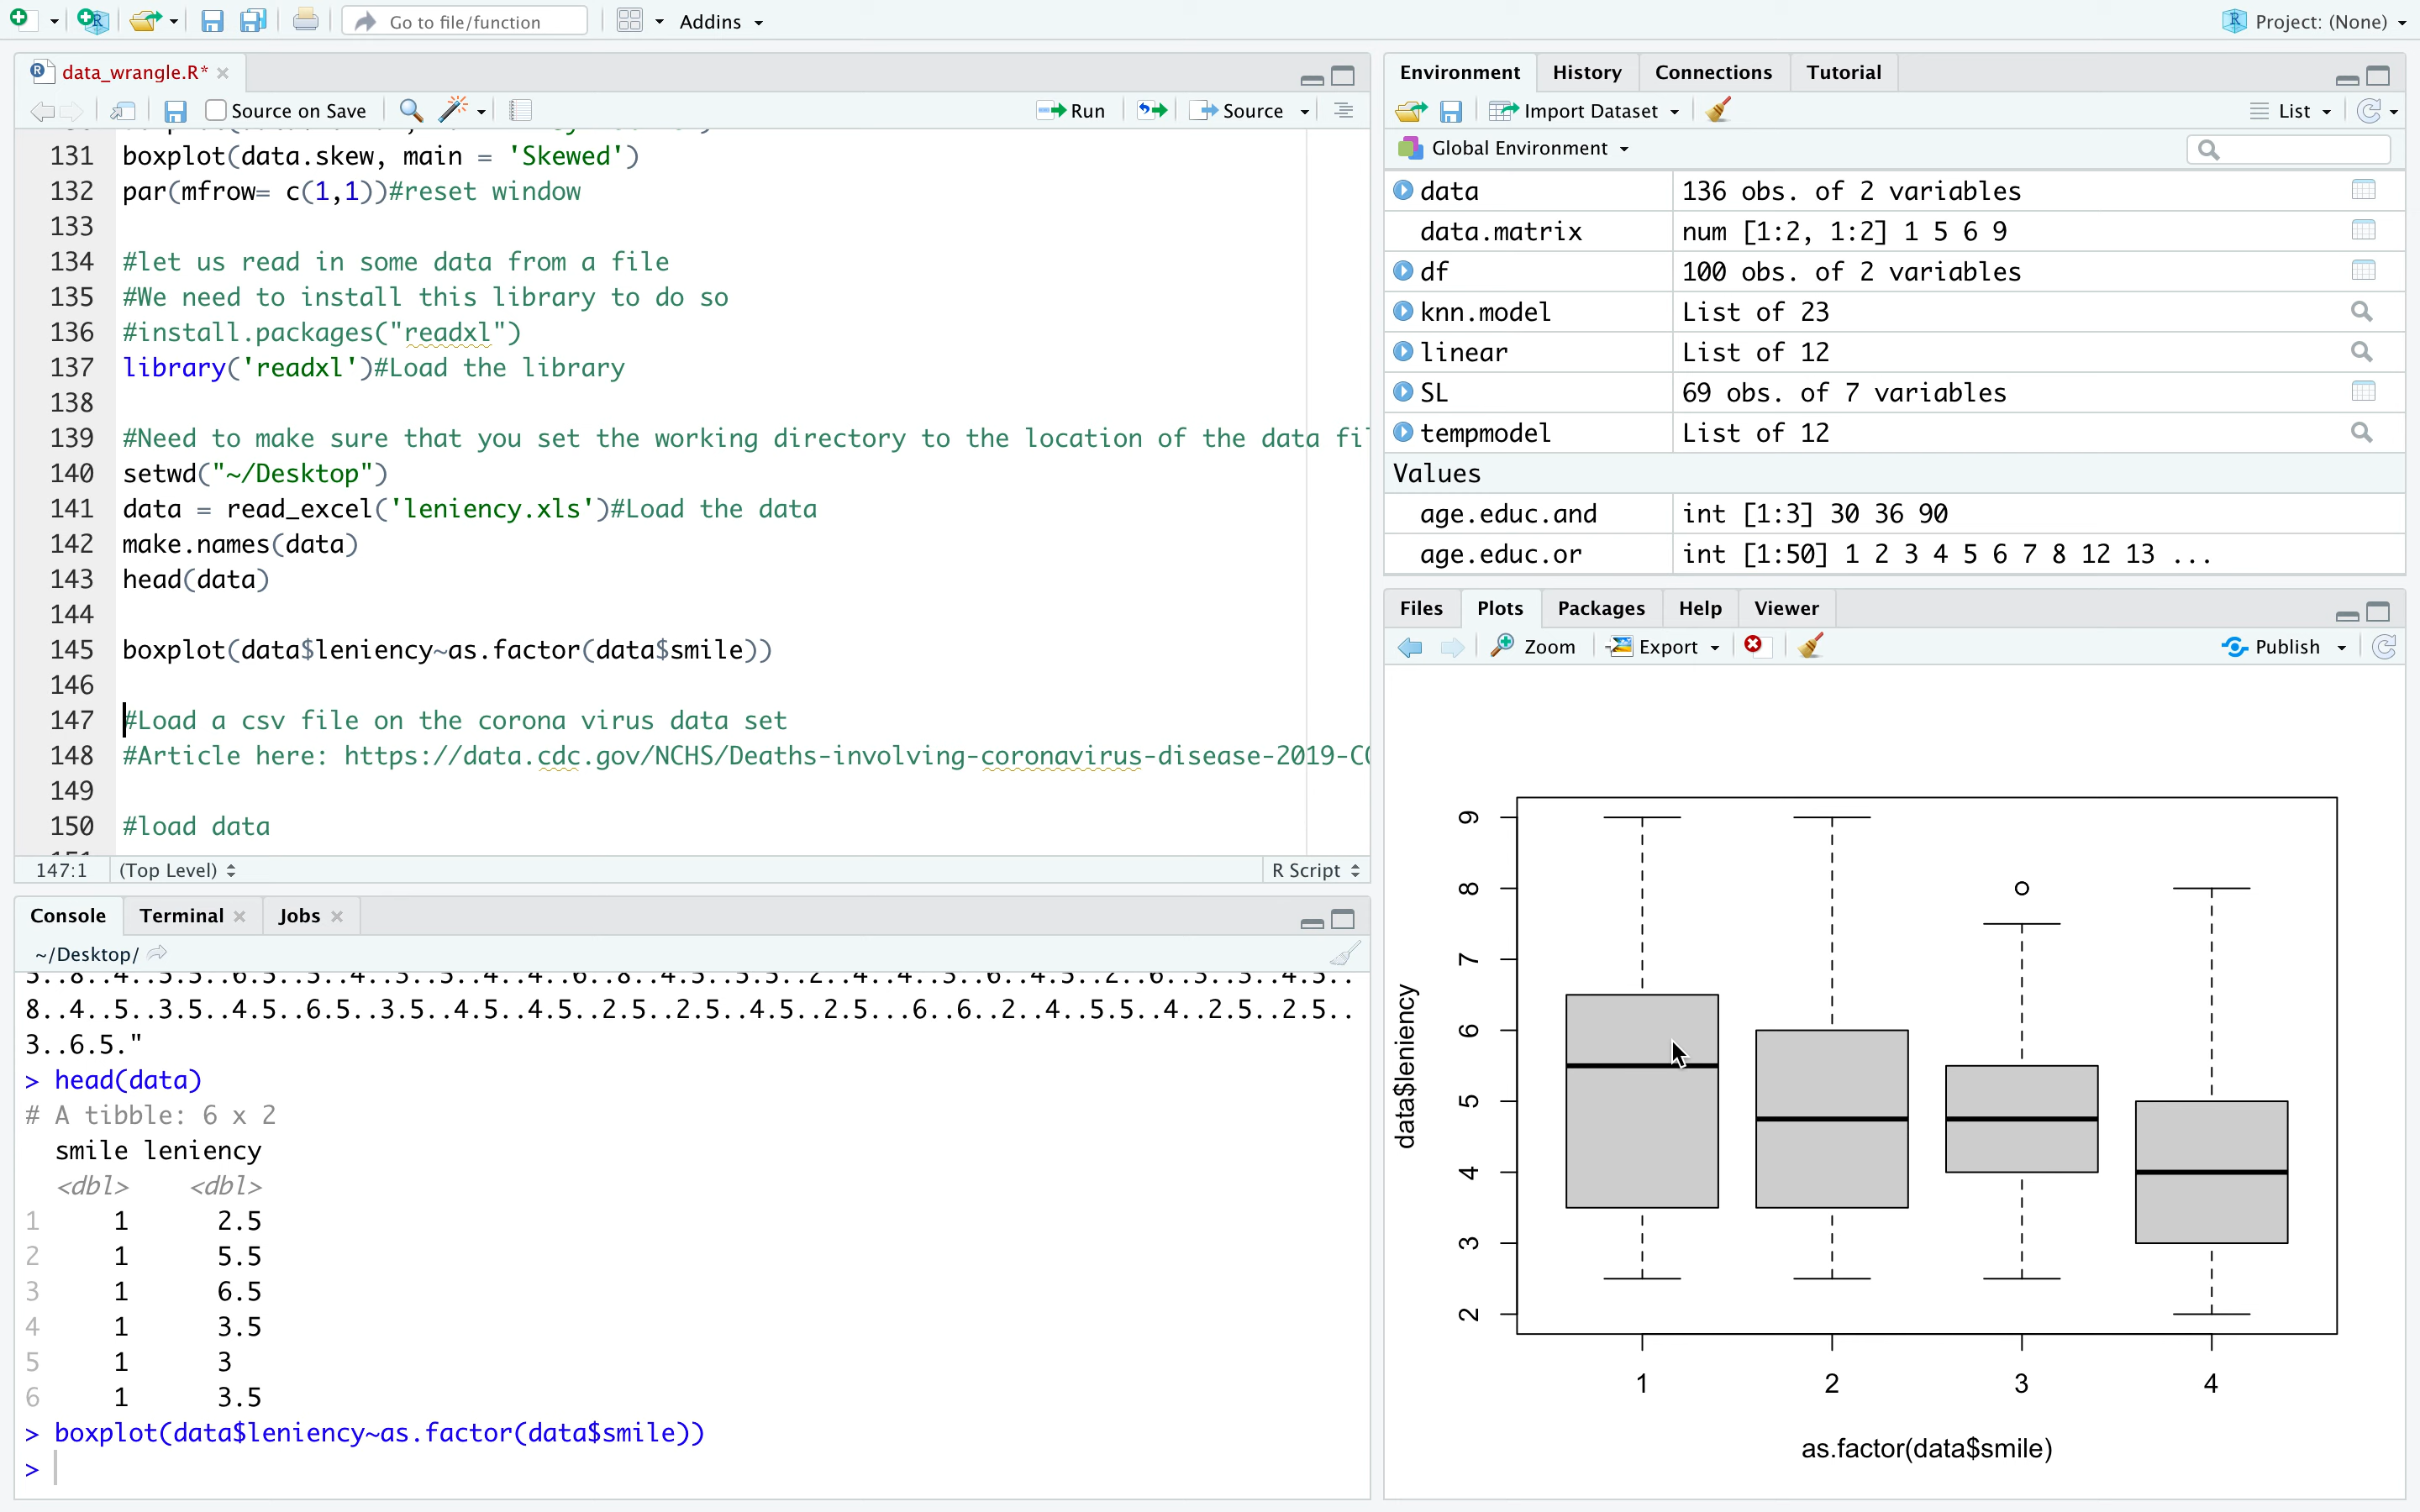 Go to file/function
Addins
Project: (None)
data_wrangle.R*
Source on Save
Run
Source
131 boxplot(data.skew, main = 'Skewed')
132 par(mfrow= c(1,1))#reset window
133
134 #let us read in some data from a file
135 #We need to install this library to do so
136 #install.packages("readxl")
137 library('readxl')#Load the library
138
139 #Need to make sure that you set the working directory to the location of the data fi
140 setwd("~/Desktop")
141 data = read_excel('leniency.xls')#Load the data
142 make.names(data)
143 head(data)
144
145 boxplot(data$leniency~as.factor(data$smile))
146
147 #Load a csv file on the corona virus data set
148 #Article here: https://data.cdc.gov/NCHS/Deaths-involving-coronavirus-disease-2019-C
149
150 #load data
147:1 (Top Level) R Script
Console Terminal Jobs
~/Desktop/
8..4..5..3.5..4.5..6.5..3.5..4.5..4.5..2.5..2.5..4.5..2.5...6..6..2..4..5.5..4..2.5..2.5..
3..6.5."
> head(data)
# A tibble: 6 x 2
smile leniency
<dbl> <dbl>
1 1 2.5
2 1 5.5
3 1 6.5
4 1 3.5
5 1 3
6 1 3.5
> boxplot(data$leniency~as.factor(data$smile))
>
Environment History Connections Tutorial
Import Dataset List
Global Environment
data 136 obs. of 2 variables
data.matrix num [1:2, 1:2] 1 5 6 9
df 100 obs. of 2 variables
knn.model List of 23
linear List of 12
SL 69 obs. of 7 variables
tempmodel List of 12
Values
age.educ.and int [1:3] 30 36 90
age.educ.or int [1:50] 1 2 3 4 5 6 7 8 12 13 ...
Files Plots Packages Help Viewer
Zoom Export Publish
data$leniency
9
8
7
6
5
4
3
2
1 2 3 4
as.factor(data$smile)